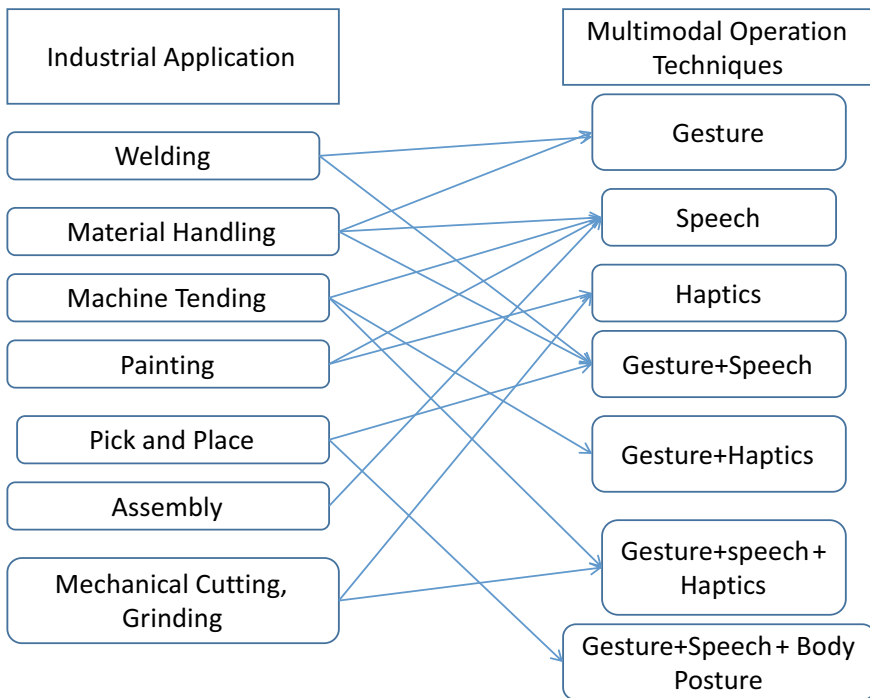 Industrial Application
Multimodal Operation
Techniques
Welding
Material Handling
Machine Tending
Painting
Pick and Place
Assembly
Mechanical Cutting,
Grinding
Gesture
Speech
Haptics
Gesture+Speech
Gesture+Haptics
Gesture+speech+
Haptics
Gesture+Speech+ Body
Posture